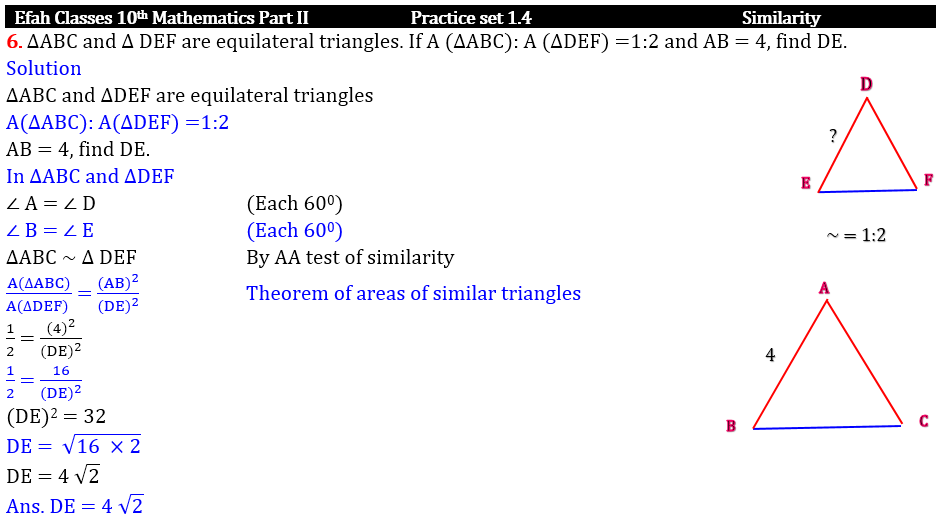 Efah Classes 10th Mathematics Part II Practice set 1.4 Similarity
6. ΔABC and Δ DEF are equilateral triangles. If A (ΔABC): A (ΔDEF) =1:2 and AB = 4, find DE.
Solution
ΔABC and ΔDEF are equilateral triangles
A(ΔABC): A(ΔDEF) =1:2
AB = 4, find DE.
In ΔABC and ΔDEF
∠ A = ∠ D (Each 60⁰)
∠ B = ∠ E (Each 60⁰)
ΔABC ~ Δ DEF By AA test of similarity
A(ΔABC)/A(ΔDEF) = (AB)²/(DE)² Theorem of areas of similar triangles
1/2 = (4)²/(DE)²
1/2 = 16/(DE)²
(DE)² = 32
DE = √(16 × 2)
DE = 4 √2
Ans. DE = 4 √2
D
?
E
F
~ = 1:2
A
4
B
C